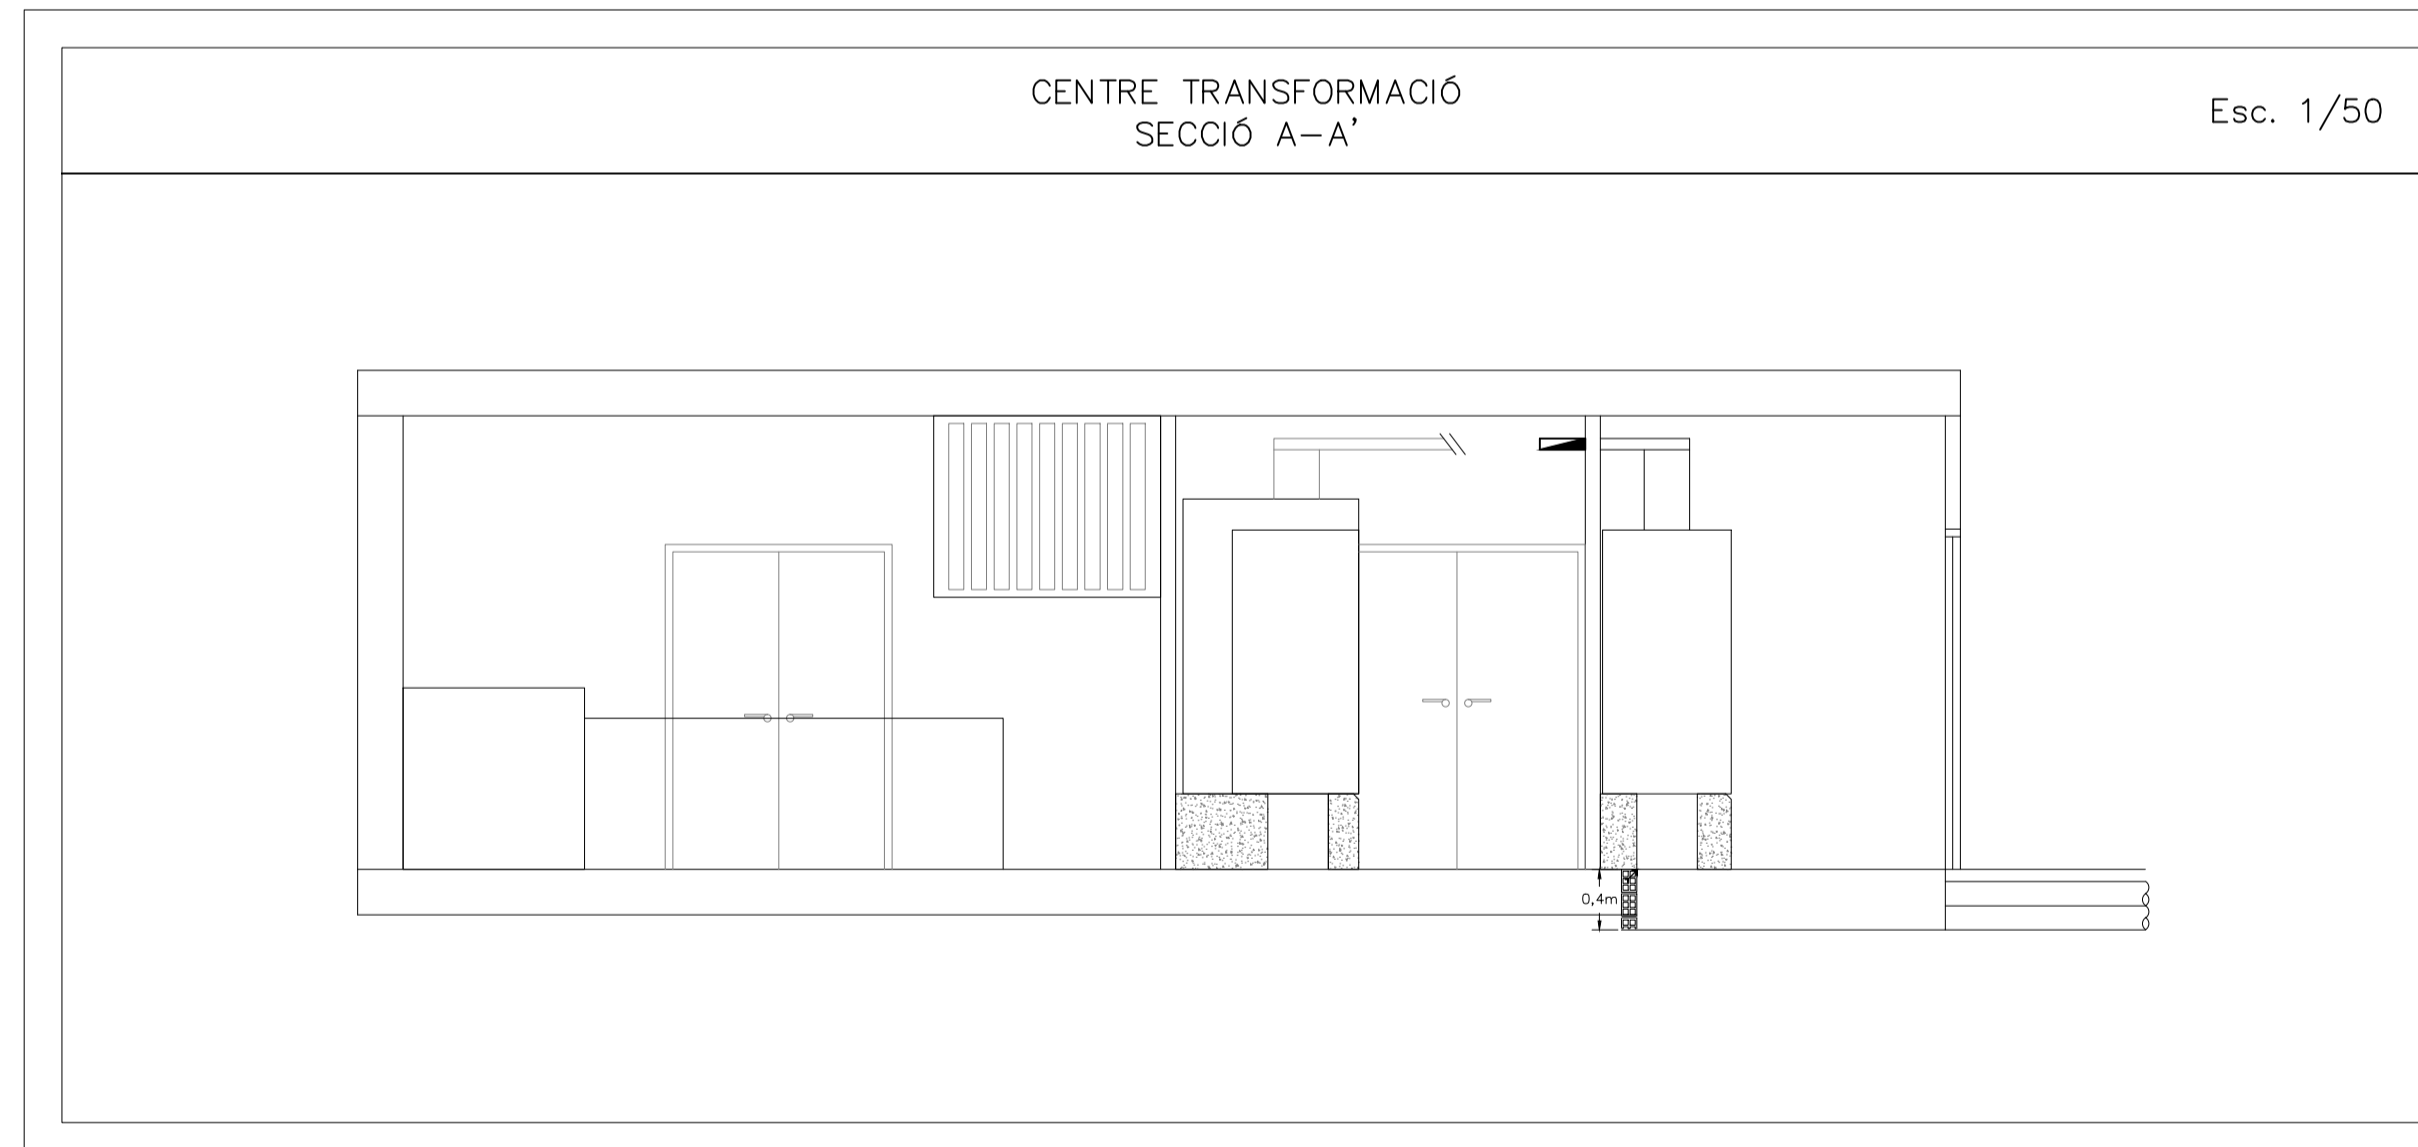 CENTRE TRANSFORMACIÓ
SECCIÓ A-A'
Esc. 1/50
0,4m